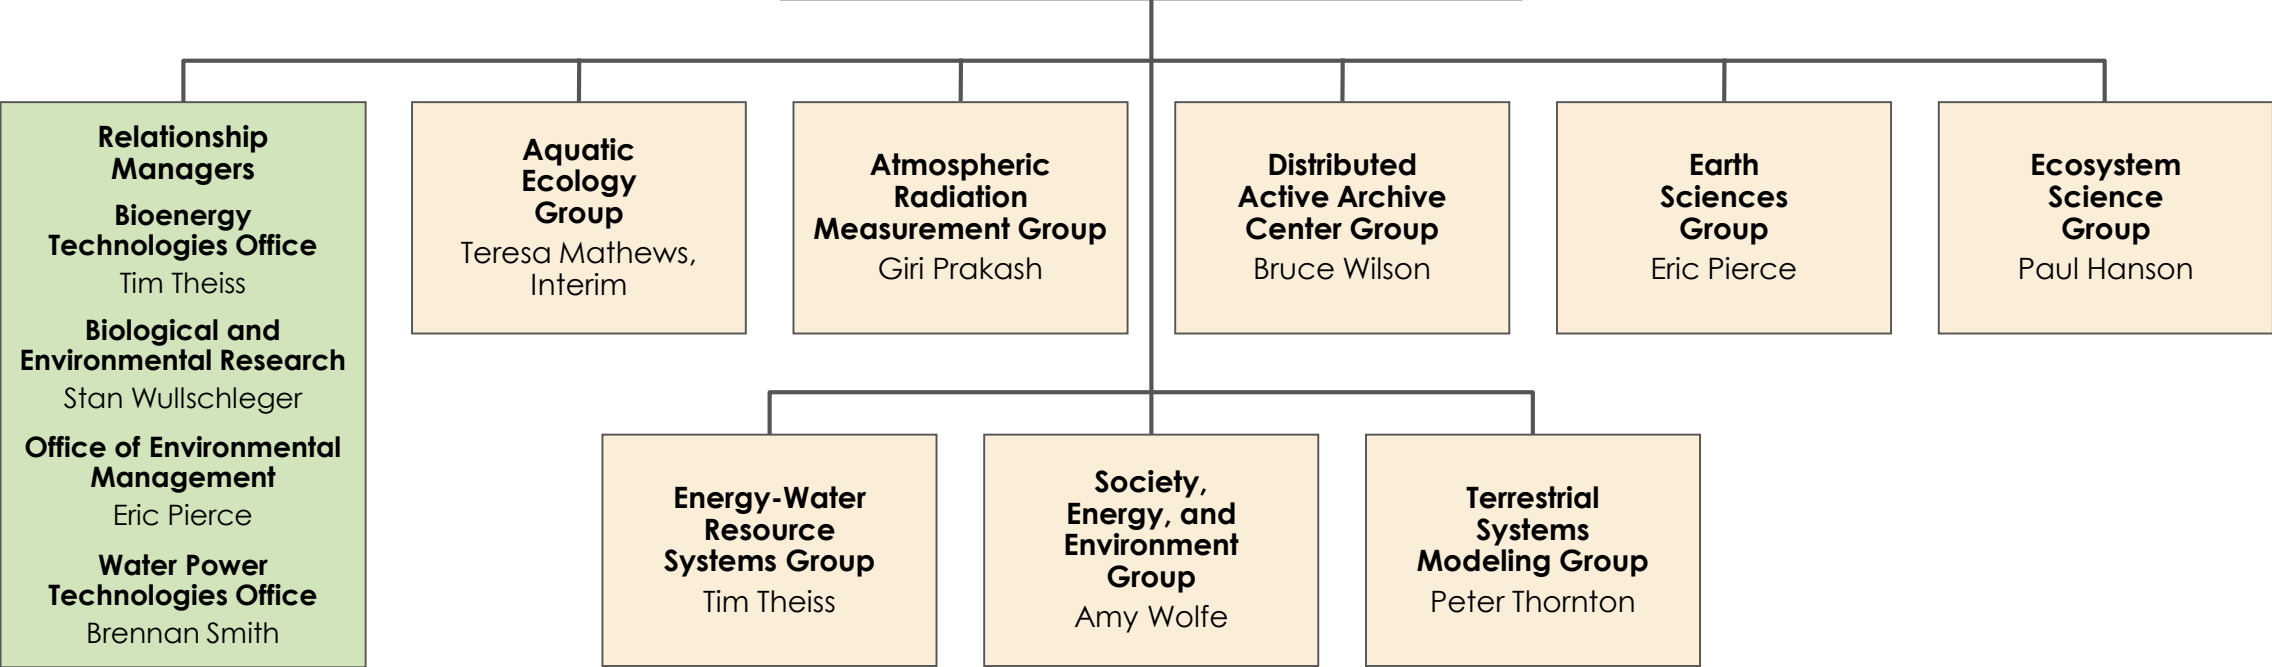 Relationship
Managers
Bioenergy
Technologies Office
Tim Theiss
Biological and
Environmental Research
Stan Wullschleger
Office of Environmental
Management
Eric Pierce
Water Power
Technologies Office
Brennan Smith
Aquatic
Ecology
Group
Teresa Mathews,
Interim
Atmospheric
Radiation
Measurement Group
Giri Prakash
Distributed
Active Archive
Center Group
Bruce Wilson
Earth
Sciences
Group
Eric Pierce
Ecosystem
Science
Group
Paul Hanson
Energy-Water
Resource
Systems Group
Tim Theiss
Society,
Energy, and
Environment
Group
Amy Wolfe
Terrestrial
Systems
Modeling Group
Peter Thornton